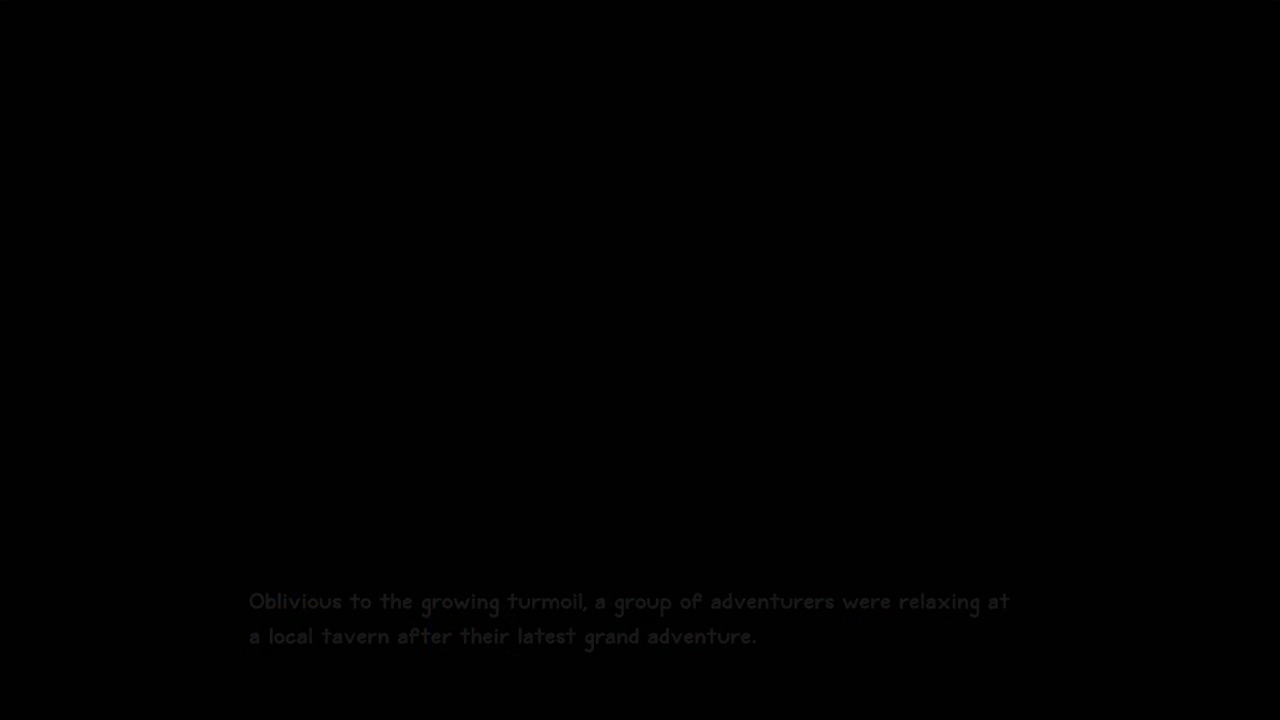 Oblivious to the growing turmoil, a group of adventurers were relaxing at
a local tavern after their latest grand adventure.